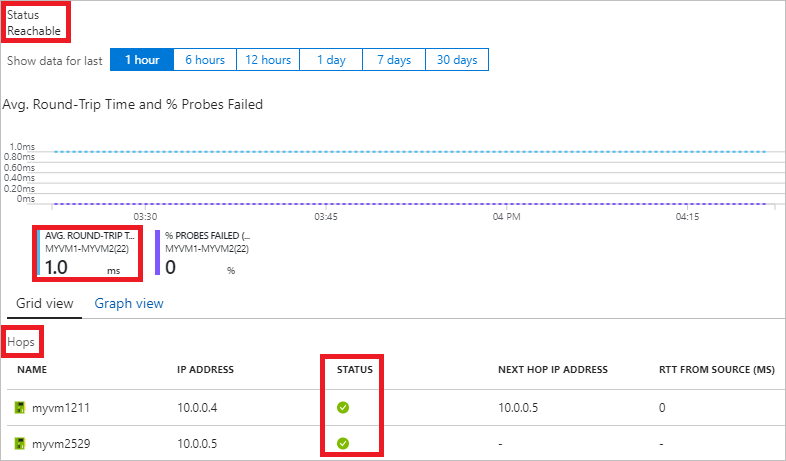 Status
Reachable
Show data for last 1 hour 6 hours 12 hours 1 day 7 days 30 days
Avg. Round-Trip Time and % Probes Failed
1.0ms
0.80ms
0.60ms
0.40ms
0.20ms
0ms
03:30 03:45 04 PM 04:15
AVG. ROUND-TRIP T... % PROBES FAILED (...
MYVM1-MYVM2(22) MYVM1-MYVM2(22)
1.0 ms 0 %
Grid view Graph view
Hops
NAME IP ADDRESS STATUS NEXT HOP IP ADDRESS RTT FROM SOURCE (MS)
myvm1211 10.0.0.4 10.0.0.5 0
myvm2529 10.0.0.5 - -